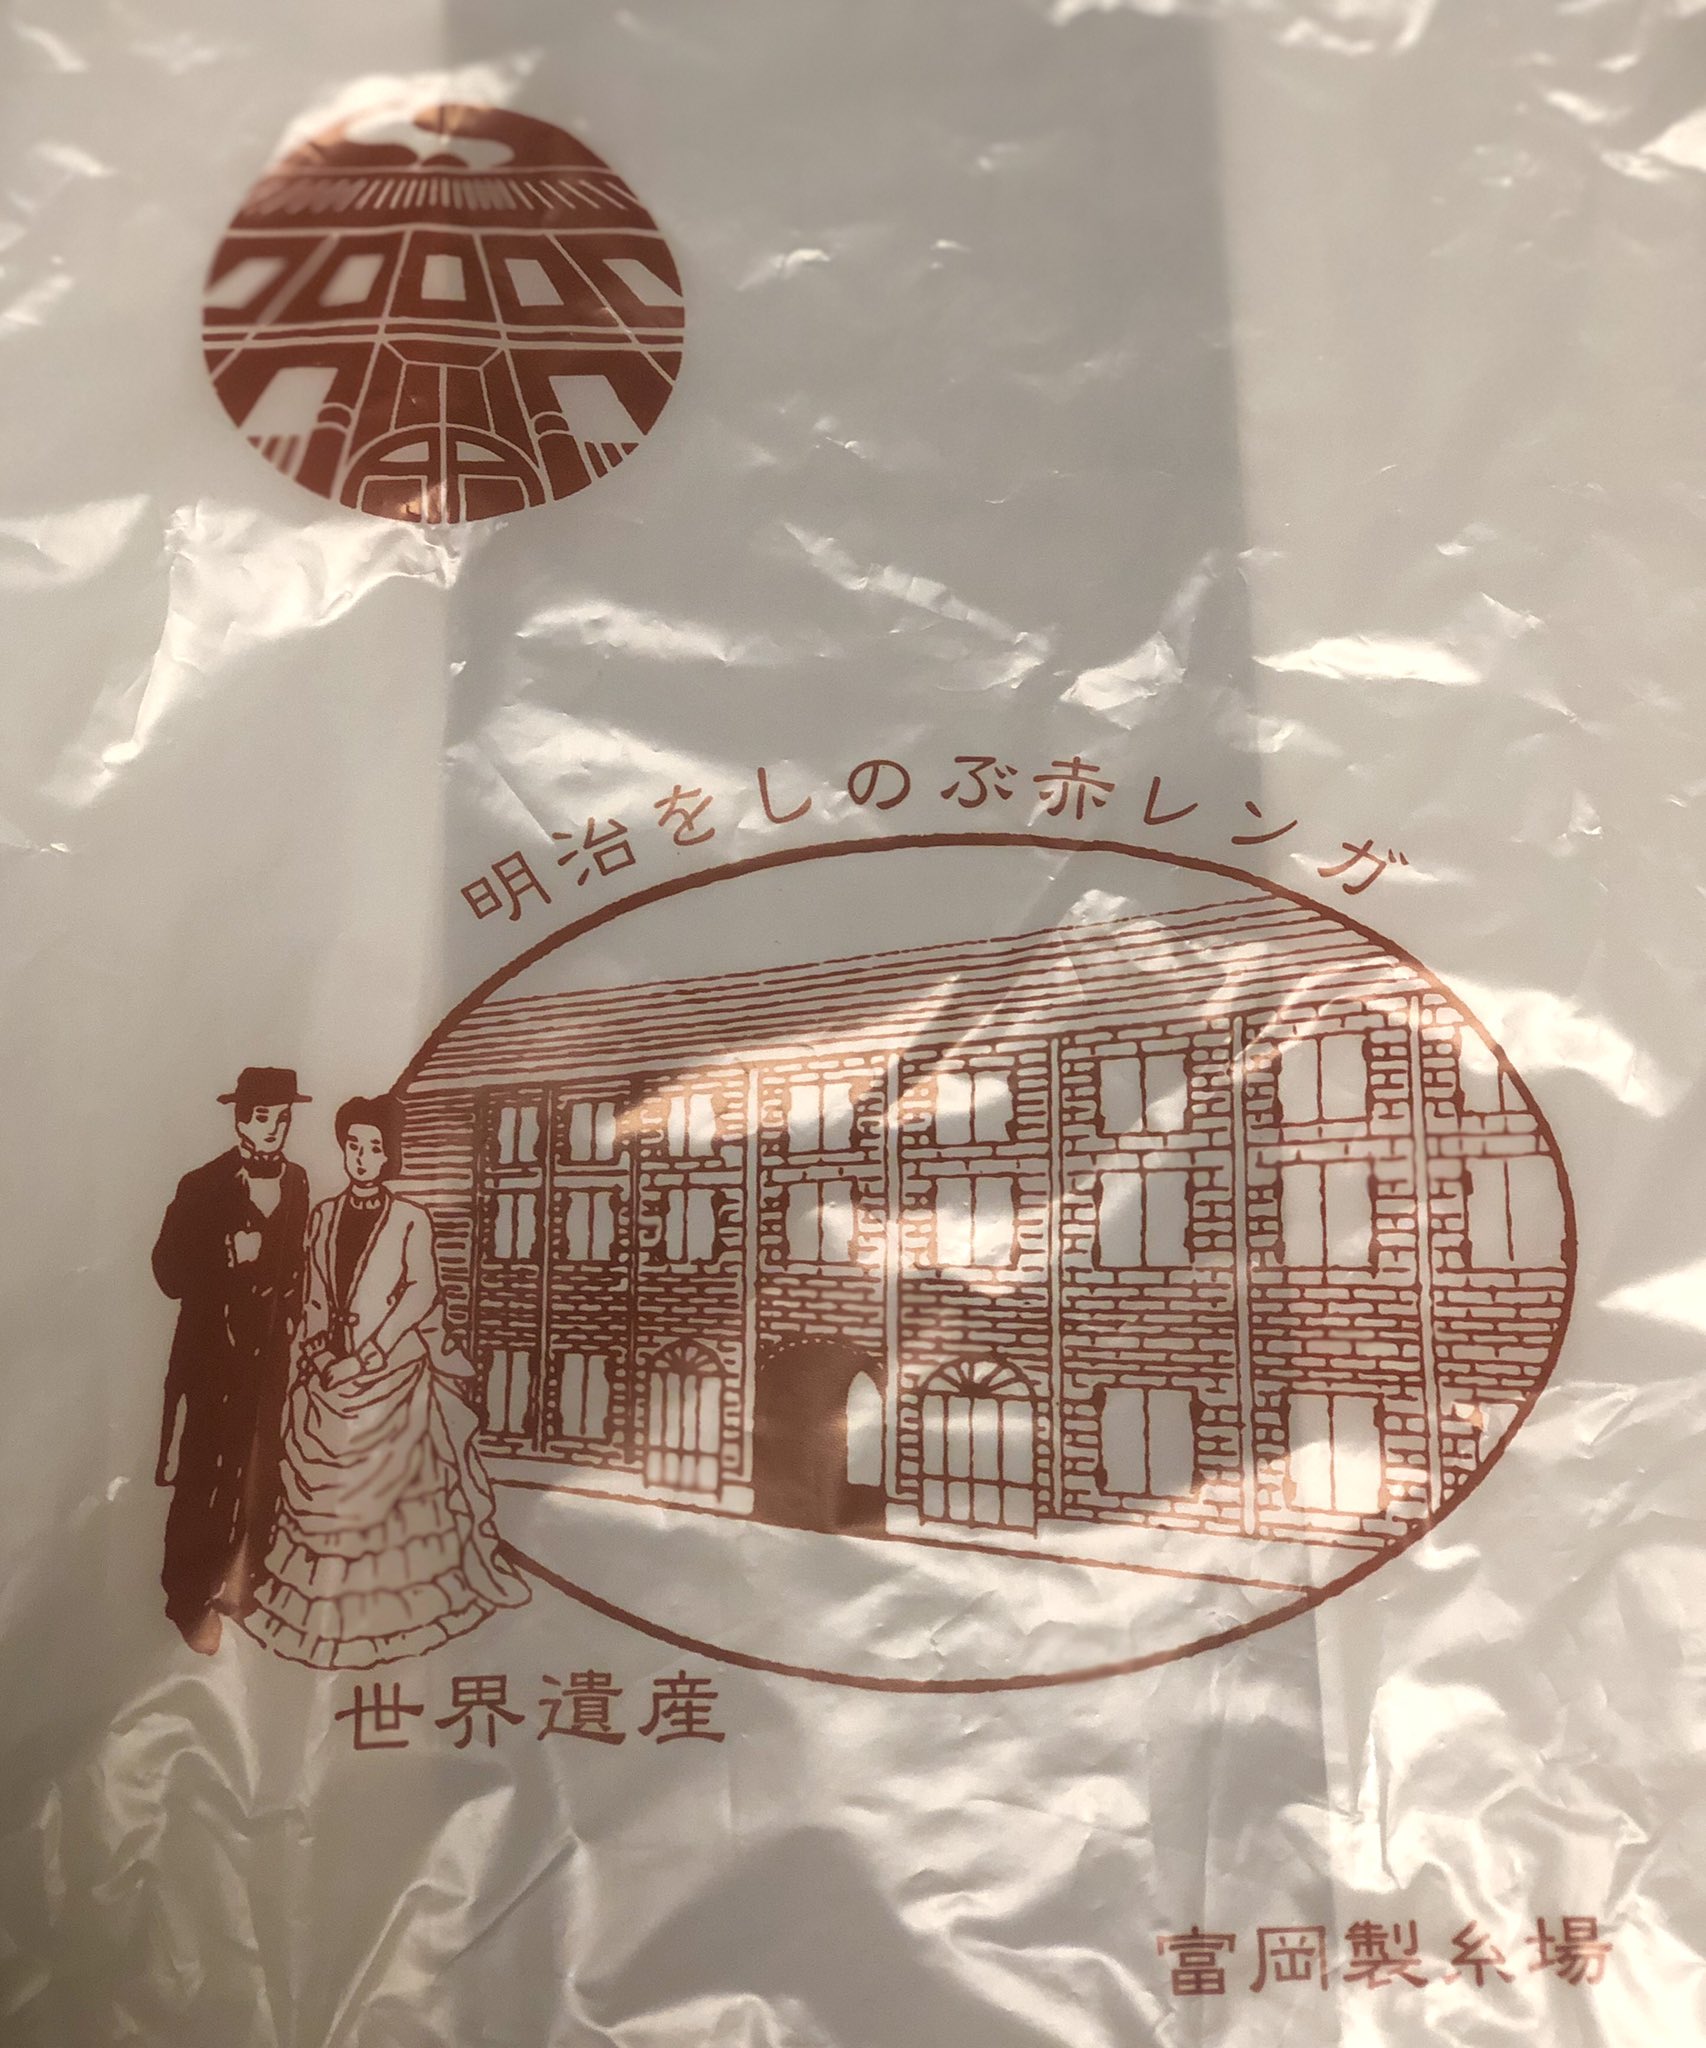 明治をしのぶ赤レンガ
世界遺産
富岡製糸場